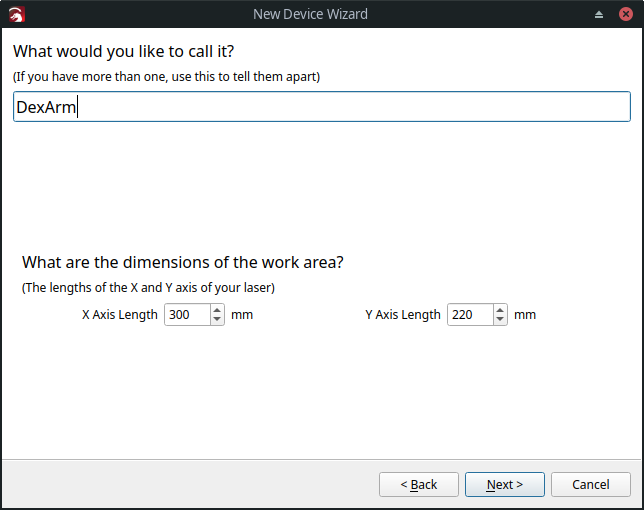 New Device Wizard
What would you like to call it?
(If you have more than one, use this to tell them apart)
DexArm
What are the dimensions of the work area?
(The lengths of the X and Y axis of your laser)
X Axis Length 300 mm Y Axis Length 220 mm
< Back Next > Cancel